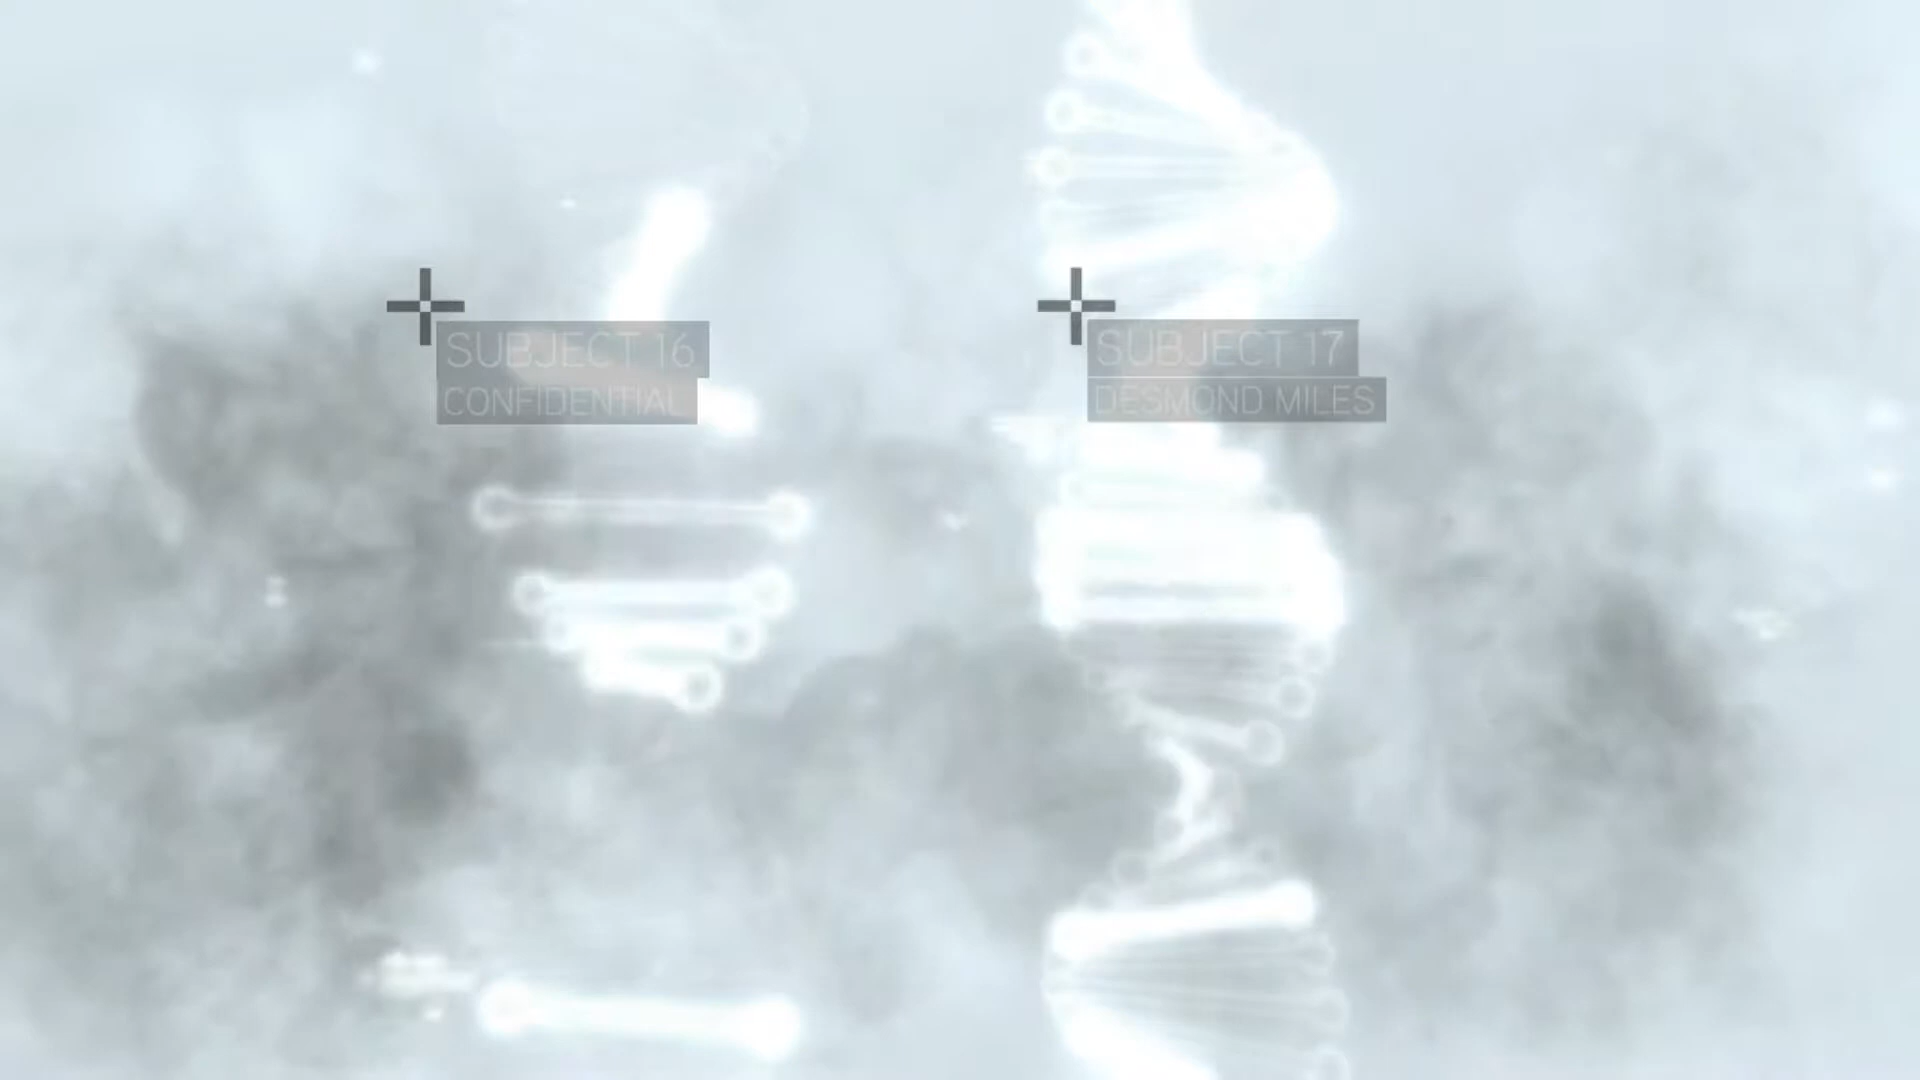 SUBJECT 16
CONFIDENTIAL
SUBJECT 17
DESMOND MILES